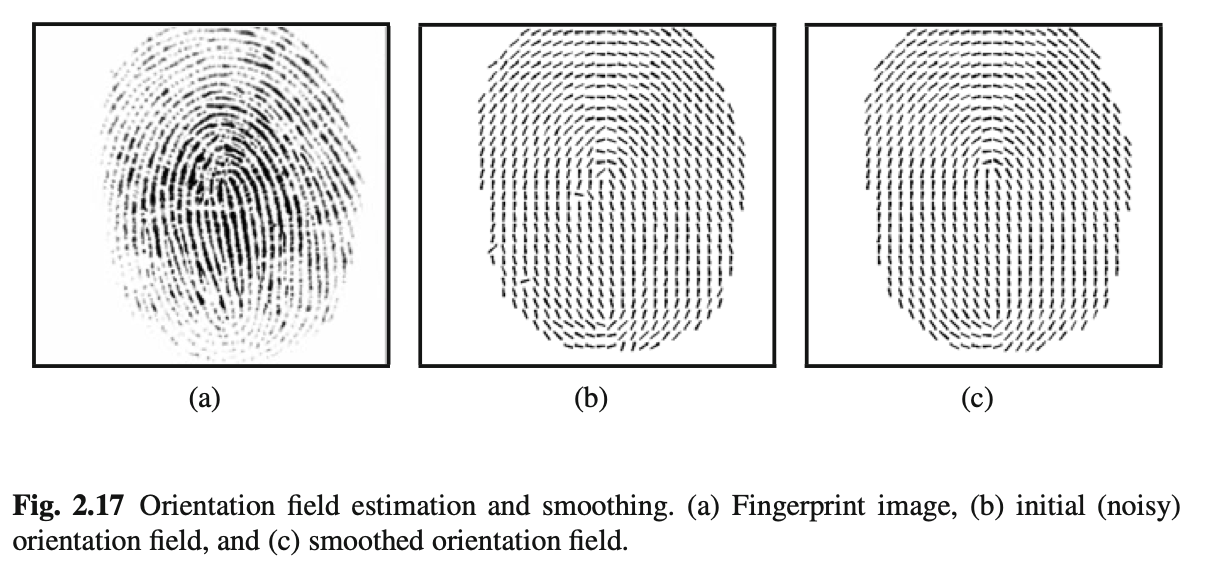 (a)
(b)
(c)
Fig. 2.17 Orientation field estimation and smoothing. (a) Fingerprint image, (b) initial (noisy)
orientation field, and (c) smoothed orientation field.